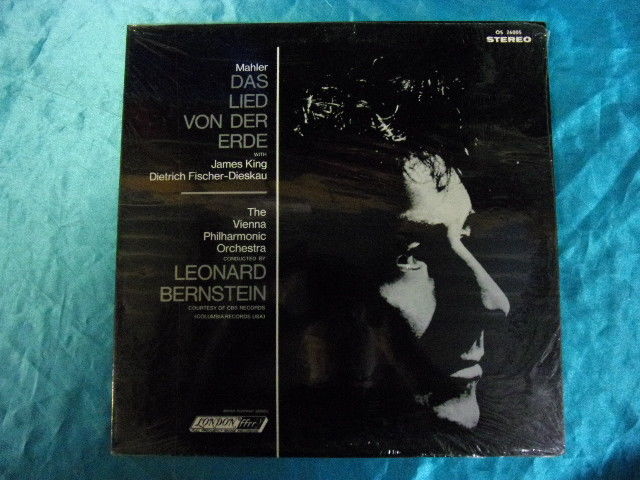 OS 26005
STEREO
Mahler
DAS
LIED
VON DER
ERDE
WITH
James King
Dietrich Fischer-Dieskau
The
Vienna
Philharmonic
Orchestra
CONDUCTED BY
LEONARD
BERNSTEIN
COURTESY OF CBS RECORDS
(COLUMBIA RECORDS USA)
LONDON ffrr